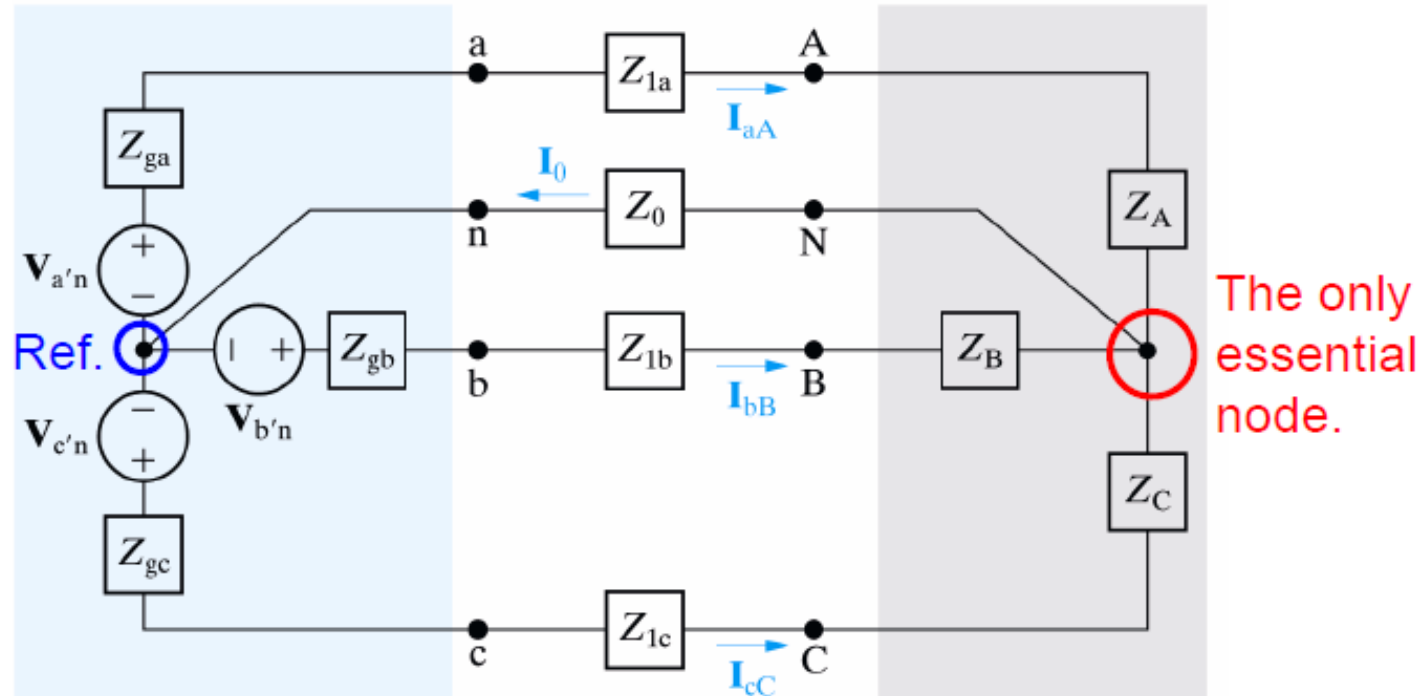 a
Z1a
A
IaA
Zga
I0
n
Z0
N
ZA
+
Va′n
−
Ref.
− +
Vb′n
Zgb
b
Z1b
IbB
B
ZB
The only
essential
node.
−
Vc′n
+
Zgc
ZC
c
Z1c
IcC
C